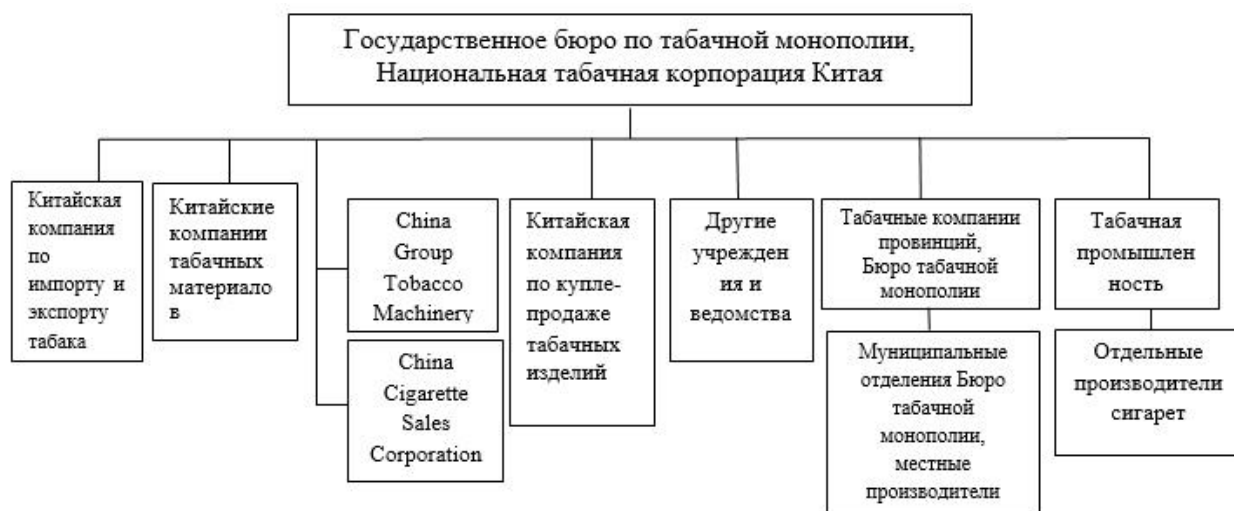 Государственное бюро по табачной монополии,
Национальная табачная корпорация Китая
Китайская
компания
по
импорту и
экспорту
табака
Китайские
компании
табачных
материало
в
China
Group
Tobacco
Machinery
China
Cigarette
Sales
Corporation
Китайская
компания
по купле-
продаже
табачных
изделий
Другие
учрежден
ия и
ведомства
Табачные компании
провинций,
Бюро табачной
монополии
Муниципальные
отделения Бюро
табачной
монополии,
местные
производители
Табачная
промышлен
ность
Отдельные
производители
сигарет